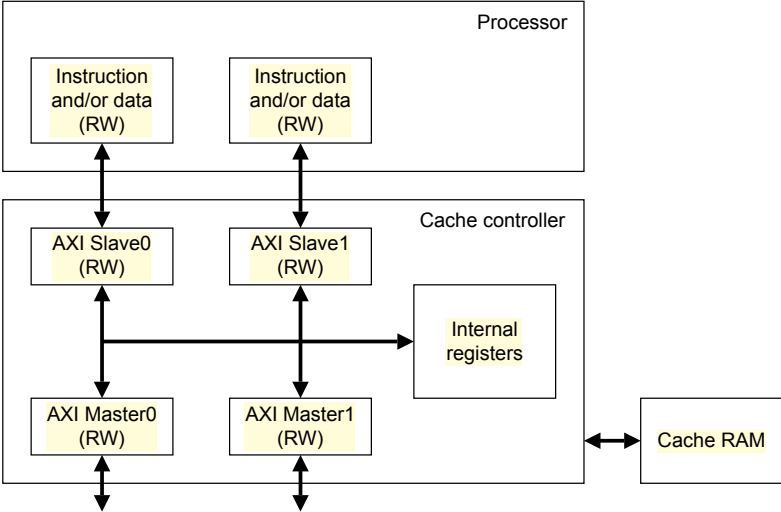 Processor
Instruction
and/or data
(RW)
Instruction
and/or data
(RW)
Cache controller
AXI Slave0
(RW)
AXI Slave1
(RW)
Internal
registers
AXI Master0
(RW)
AXI Master1
(RW)
Cache RAM